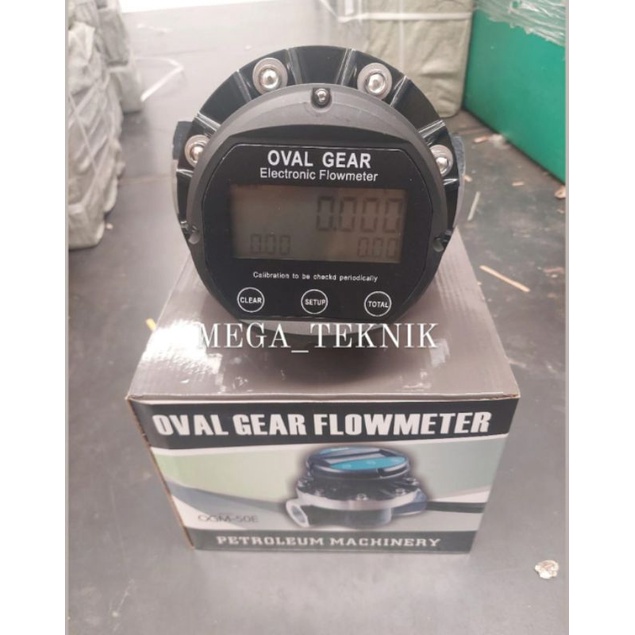 OVAL GEAR
Electronic Flowmeter
0.000
0.00 0.00
Calibration to be checkd periodically
CLEAR SETUP TOTAL
MEGA_TEKNIK
OVAL GEAR FLOWMETER
OGM-50E
PETROLEUM MACHINERY